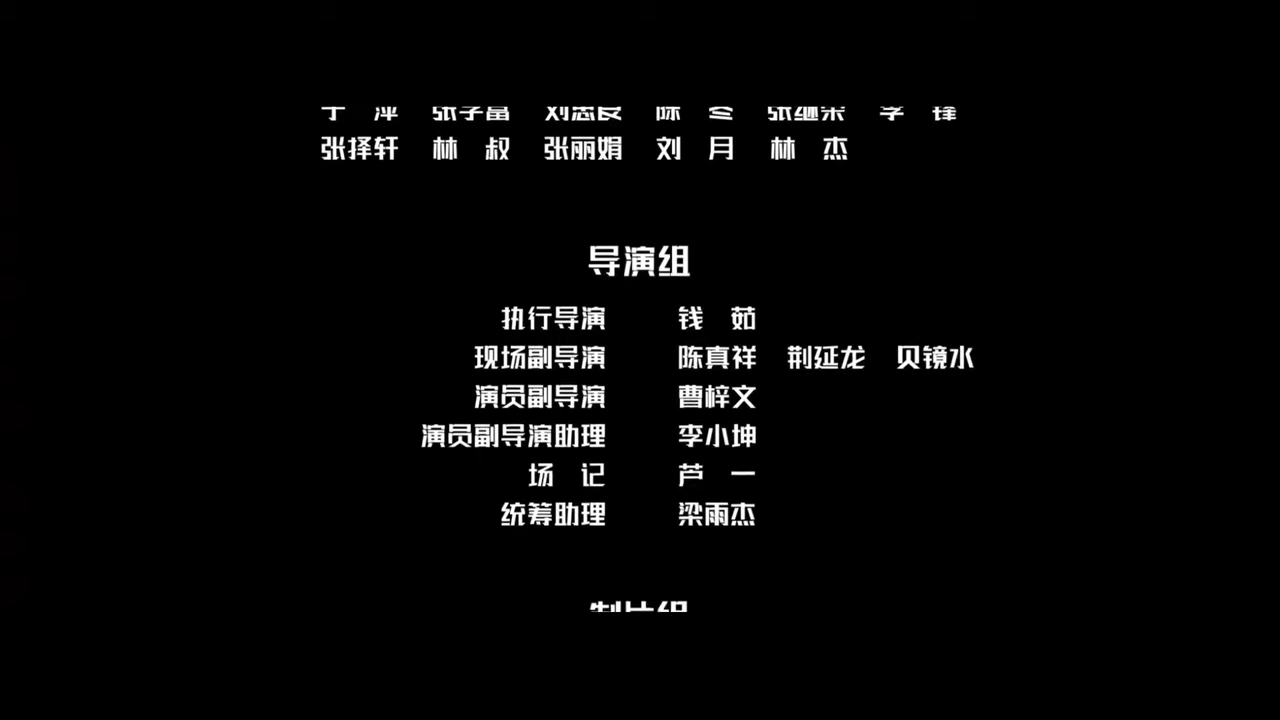 张择轩 林 叔 张丽娟 刘 月 林 杰
导演组
执行导演 钱 茹
现场副导演 陈真祥 荆延龙 贝镜水
演员副导演 曹梓文
演员副导演助理 李小坤
场 记 芦 一
统筹助理 梁雨杰